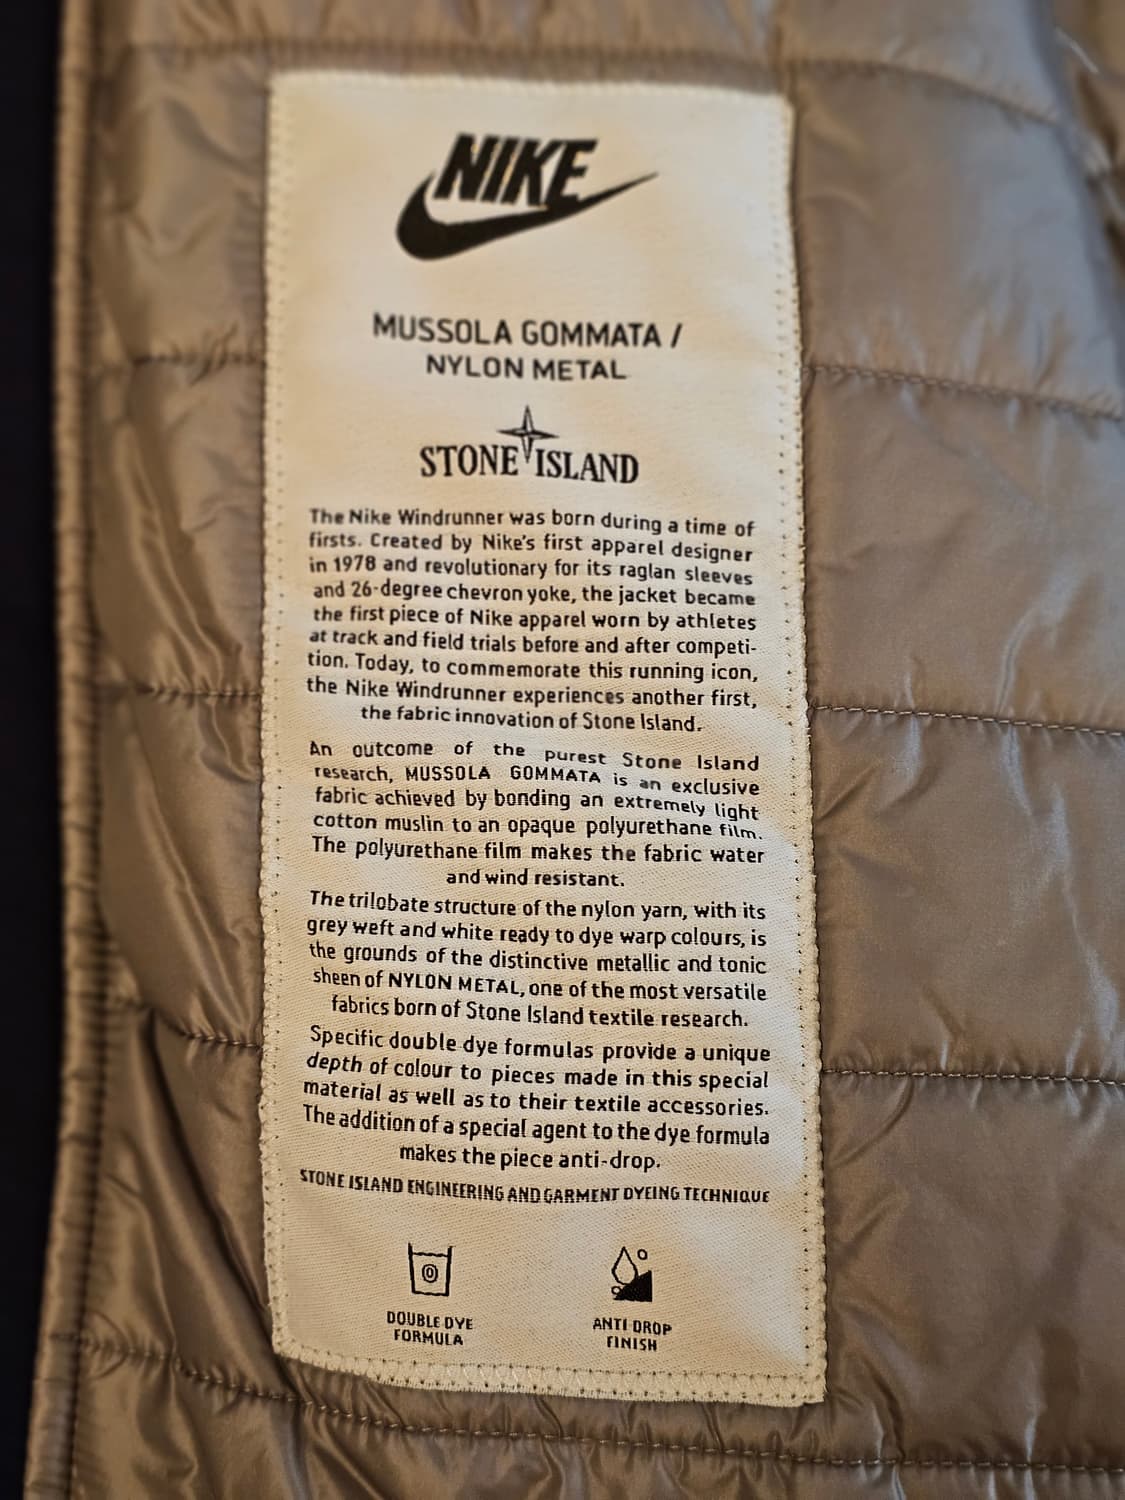 NIKE
MUSSOLA GOMMATA /
NYLON METAL
STONE ISLAND
The Nike Windrunner was born during a time of
firsts. Created by Nike's first apparel designer
in 1978 and revolutionary for its raglan sleeves
and 26-degree chevron yoke, the jacket became
the first piece of Nike apparel worn by athletes
at track and field trials before and after competi-
tion. Today, to commemorate this running icon,
the Nike Windrunner experiences another first,
the fabric innovation of Stone Island.
An outcome of the purest Stone Island
research, MUSSOLA GOMMATA is an exclusive
fabric achieved by bonding an extremely light
cotton muslin to an opaque polyurethane film.
The polyurethane film makes the fabric water
and wind resistant.
The trilobate structure of the nylon yarn, with its
grey weft and white ready to dye warp colours, is
the grounds of the distinctive metallic and tonic
sheen of NYLON METAL, one of the most versatile
fabrics born of Stone Island textile research.
Specific double dye formulas provide a unique
depth of colour to pieces made in this special
material as well as to their textile accessories.
The addition of a special agent to the dye formula
makes the piece anti-drop.
STONE ISLAND ENGINEERING AND GARMENT DYEING TECHNIQUE
DOUBLE DYE
FORMULA
ANTI DROP
FINISH